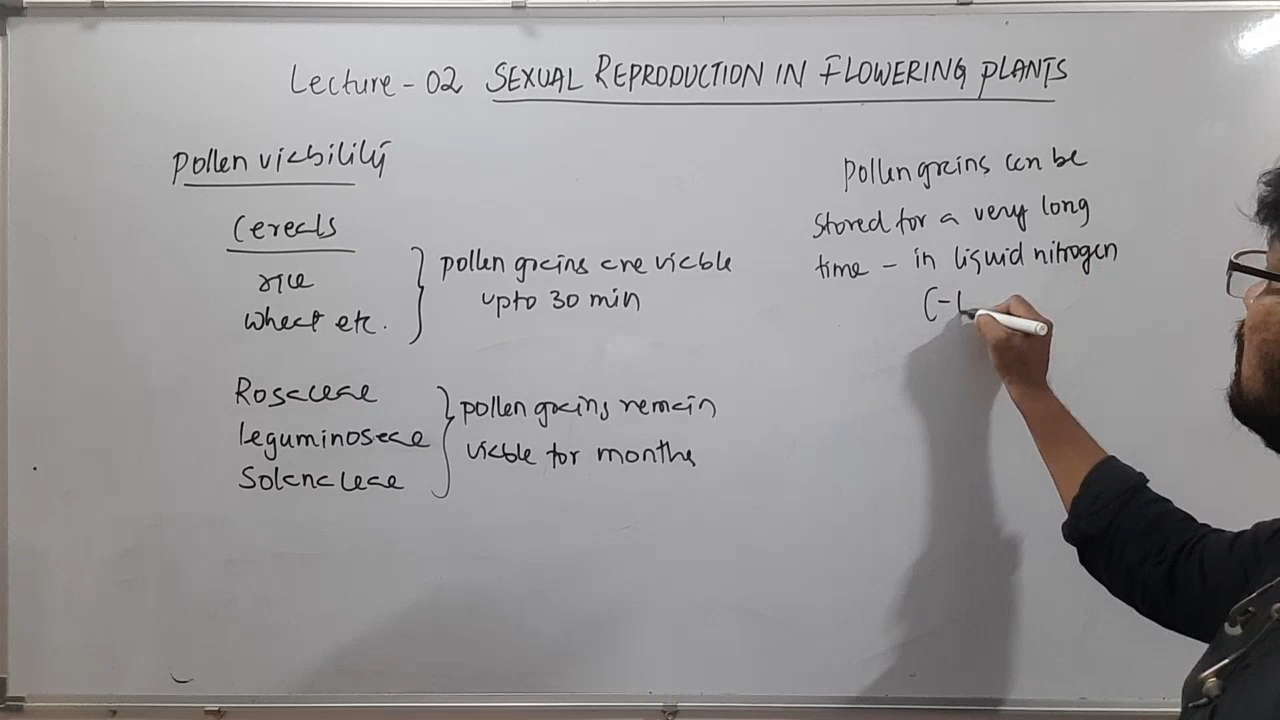 Lecture - 02 SEXUAL REPRODUCTION IN FLOWERING PLANTS
Pollen viability
Cereals
rice
wheat etc.
pollen grains are viable
upto 30 min
Rosaceae
leguminoseae
Solanaceae
pollen grains remain
viable for months
pollen grains can be
stored for a very long
time - in liquid nitrogen
(-1